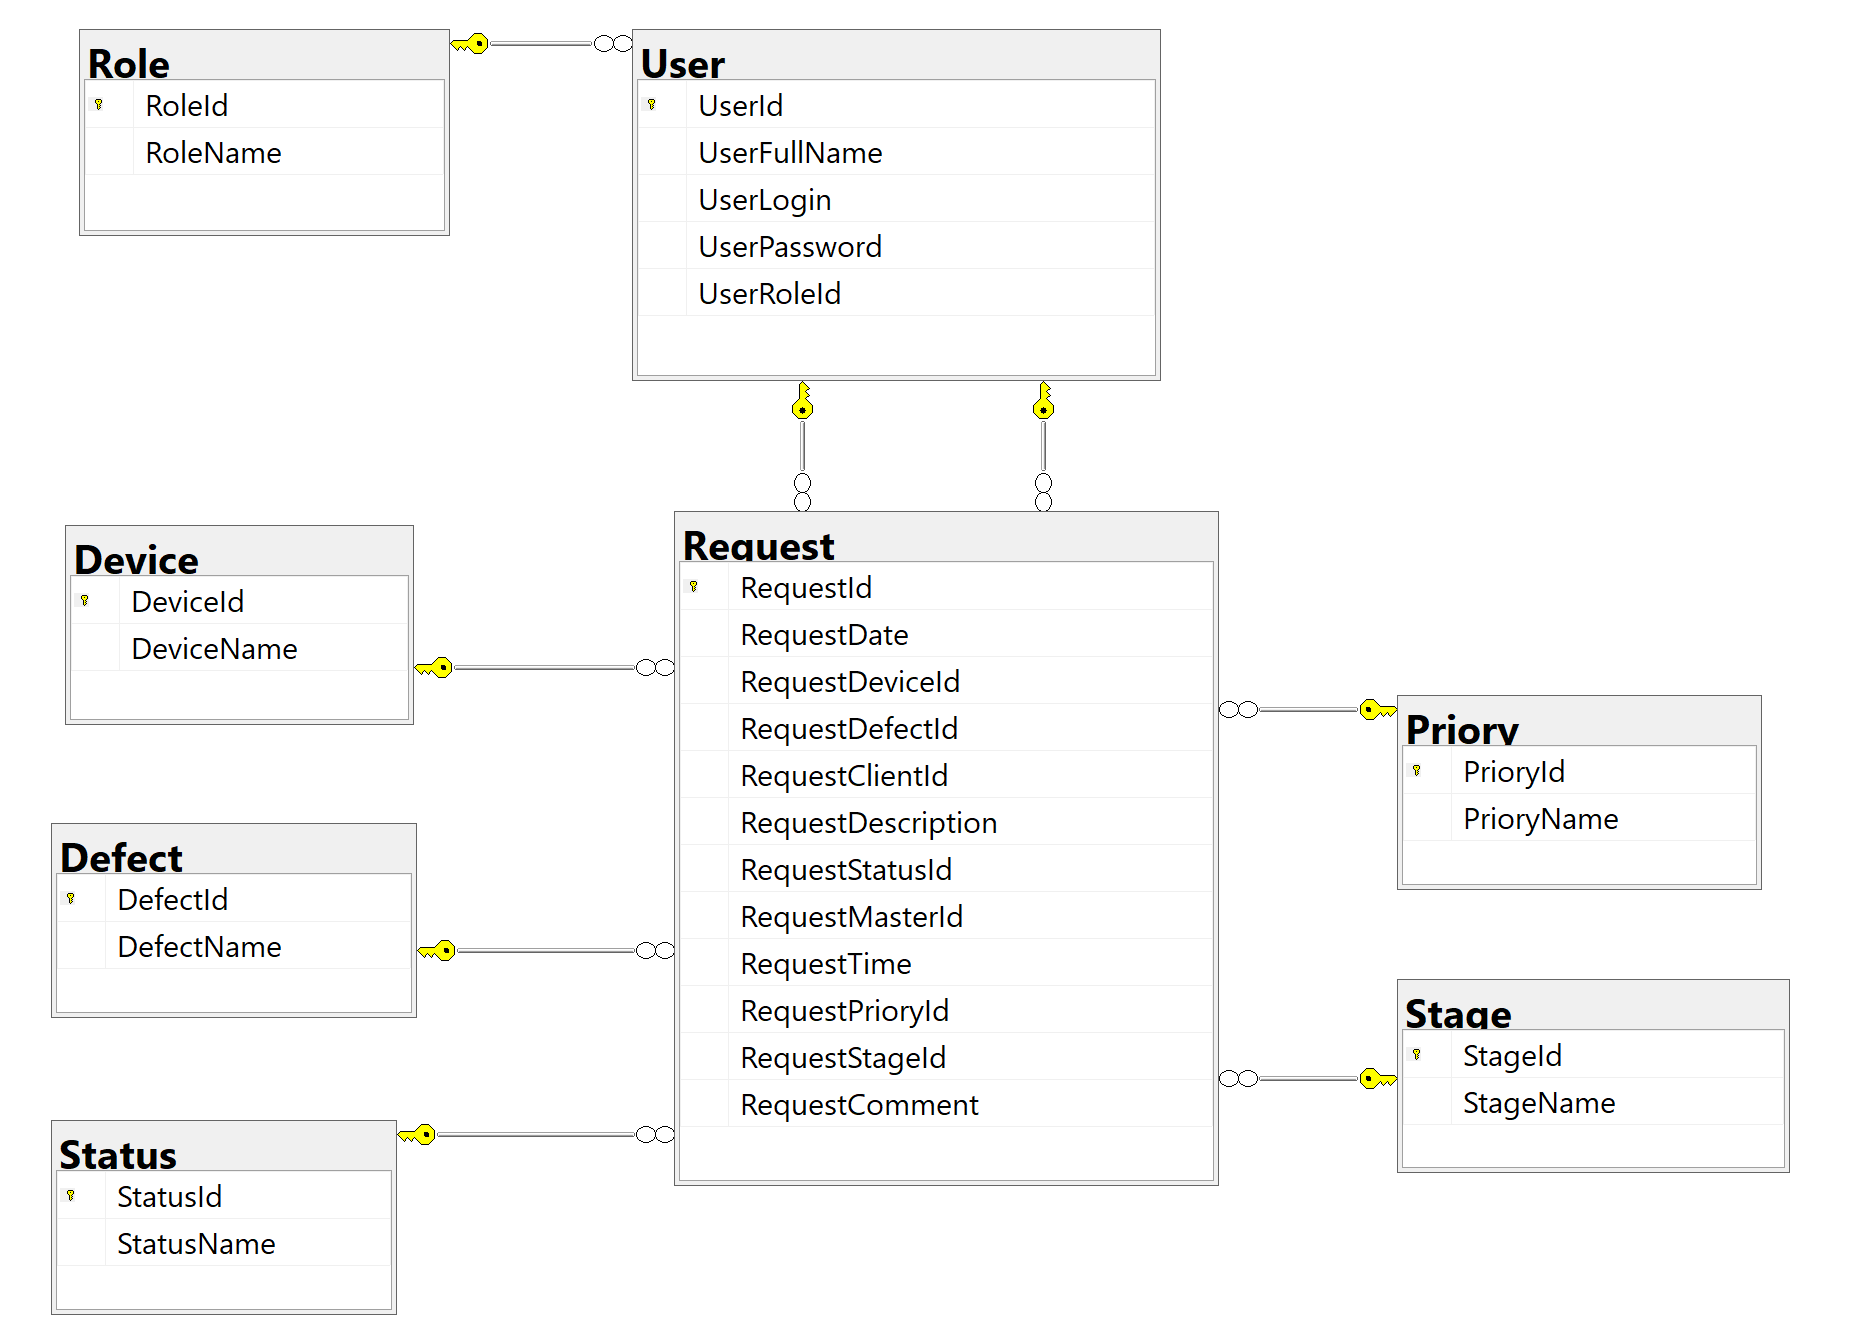 Role
RoleId
RoleName
User
UserId
UserFullName
UserLogin
UserPassword
UserRoleId
Device
DeviceId
DeviceName
Request
RequestId
RequestDate
RequestDeviceId
RequestDefectId
RequestClientId
RequestDescription
RequestStatusId
RequestMasterId
RequestTime
RequestPrioryId
RequestStageId
RequestComment
Priory
PrioryId
PrioryName
Defect
DefectId
DefectName
Stage
StageId
StageName
Status
StatusId
StatusName